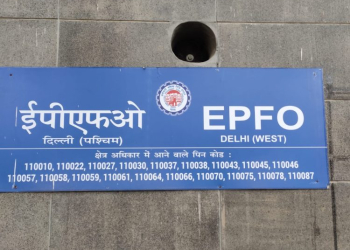 ईपीएफओ EPFO
दिल्ली (पश्चिम) DELHI (WEST)
क्षेत्र अधिकार में आने वाले पिन कोड :
110010, 110022, 110027, 110030, 110037, 110038, 110043, 110045, 110046
110057, 110058, 110059, 110061, 110064, 110066, 110070, 110075, 110078, 110087